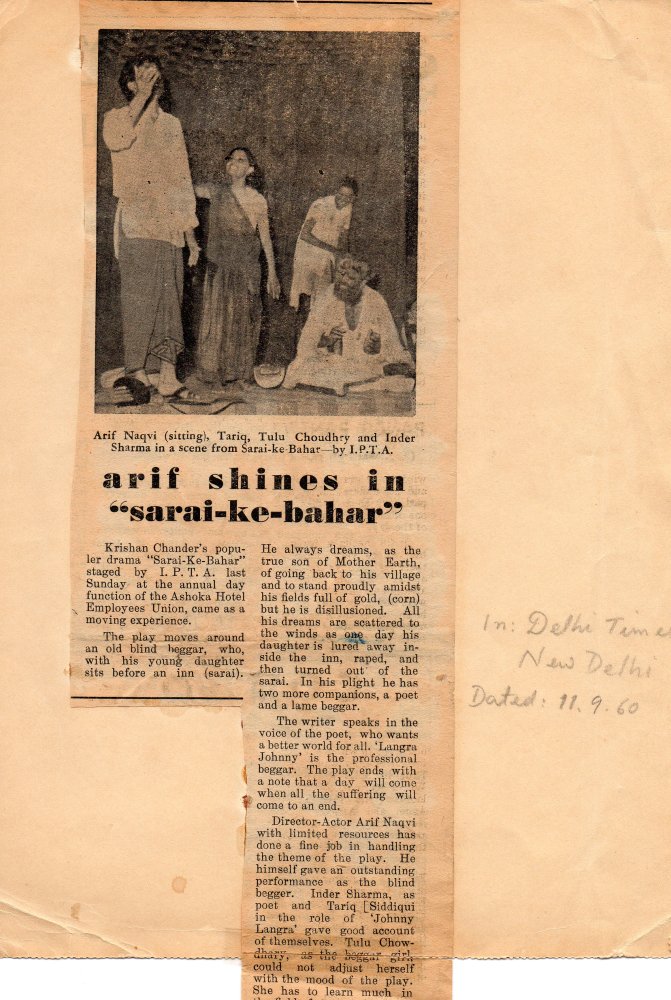 Arif Naqvi (sitting), Tariq, Tulu Choudhry and Inder
Sharma in a scene from Sarai-ke-Bahar—by I.P.T.A.
arif shines in
“sarai-ke-bahar”
Krishan Chander's popu-
ler drama “Sarai-Ke-Bahar”
staged by I. P. T. A. last
Sunday at the annual day
function of the Ashoka Hotel
Employees Union, came as a
moving experience.
The play moves around
an old blind beggar, who,
with his young daughter
sits before an inn (sarai).
He always dreams, as the
true son of Mother Earth,
of going back to his village
and to stand proudly amidst
his fields full of gold, (corn)
but he is disillusioned. All
his dreams are scattered to
the winds as one day his
daughter is lured away in-
side the inn, raped, and
then turned out of the
sarai. In his plight he has
two more companions, a poet
and a lame beggar.
The writer speaks in the
voice of the poet, who wants
a better world for all. ‘Langra
Johnny’ is the professional
beggar. The play ends with
a note that a day will come
when all the suffering will
come to an end.
Director-Actor Arif Naqvi
with limited resources has
done a fine job in handling
the theme of the play. He
himself gave an outstanding
performance as the blind
begger. Inder Sharma, as
poet and Tariq [Siddiqui
in the role of ‘Johnny
Langra’ gave good account
of themselves. Tulu Chow-
dhary, as the beggar girl,
could not adjust herself
with the mood of the play.
She has to learn much in
In: Delhi Time
New Delhi
Dated: 11.9.60